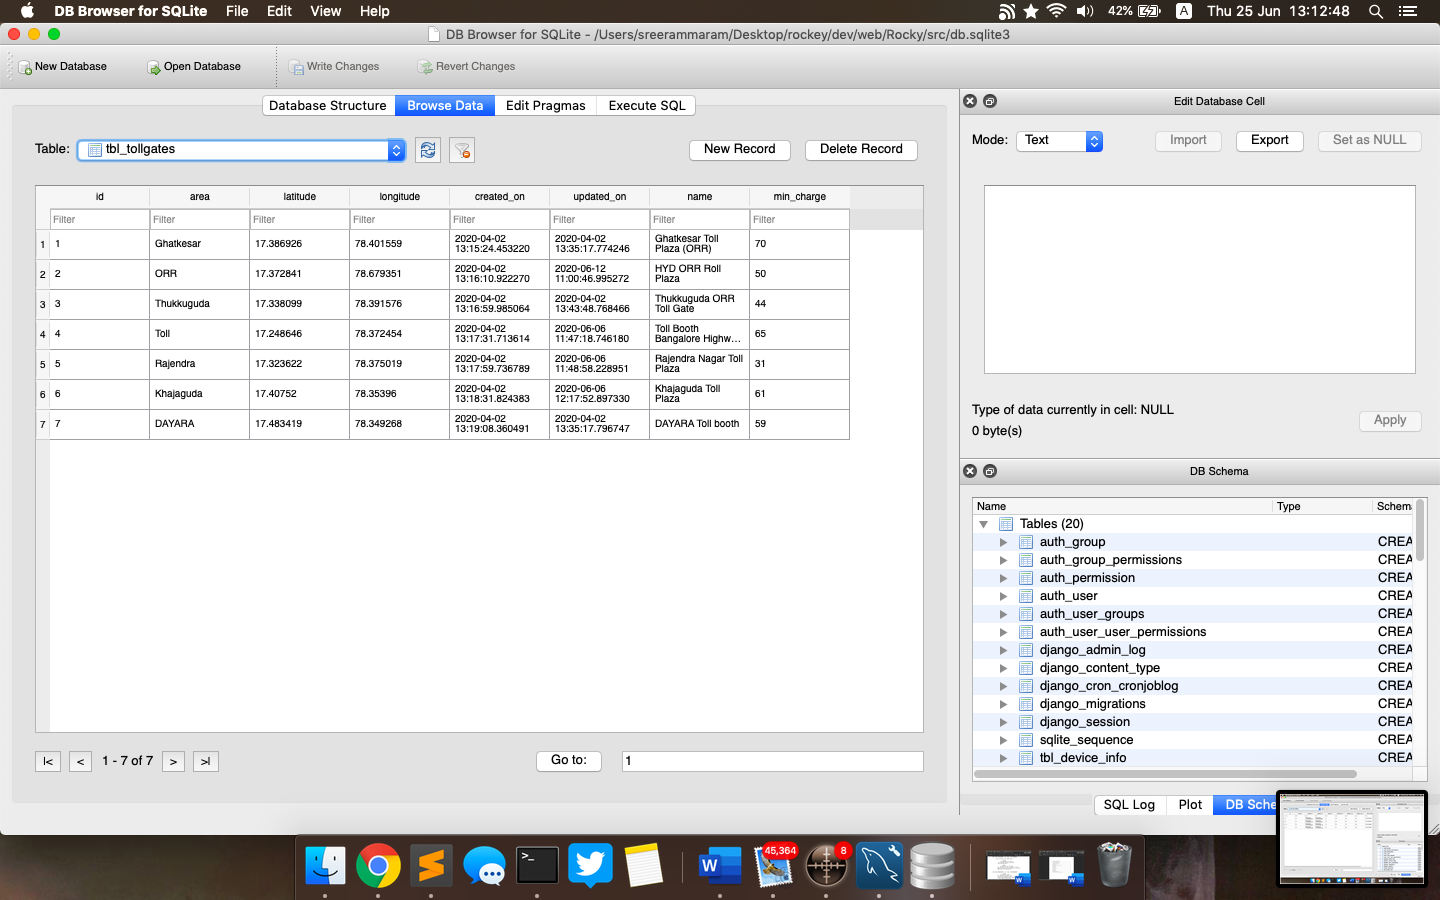 DB Browser for SQLite File Edit View Help 42% A Thu 25 Jun 13:12:48
DB Browser for SQLite - /Users/sreerammaram/Desktop/rockey/dev/web/Rocky/src/db.sqlite3
New Database Open Database Write Changes Revert Changes
Database Structure Browse Data Edit Pragmas Execute SQL
Table: tbl_tollgates New Record Delete Record
id area latitude longitude created_on updated_on name min_charge
Filter Filter Filter Filter Filter Filter Filter Filter
1 1 Ghatkesar 17.386926 78.401559 2020-04-02 13:15:24.453220 2020-04-02 13:35:17.774246 Ghatkesar Toll Plaza (ORR) 70
2 2 ORR 17.372841 78.679351 2020-04-02 13:16:10.922270 2020-06-12 11:00:46.995272 HYD ORR Roll Plaza 50
3 3 Thukkuguda 17.338099 78.391576 2020-04-02 13:16:59.985064 2020-04-02 13:43:48.768466 Thukkuguda ORR Toll Gate 44
4 4 Toll 17.248646 78.372454 2020-04-02 13:17:31.713614 2020-06-06 11:47:18.746180 Toll Booth Bangalore Highw... 65
5 5 Rajendra 17.323622 78.375019 2020-04-02 13:17:59.736789 2020-06-06 11:48:58.228951 Rajendra Nagar Toll Plaza 31
6 6 Khajaguda 17.40752 78.35396 2020-04-02 13:18:31.824383 2020-06-06 12:17:52.897330 Khajaguda Toll Plaza 61
7 7 DAYARA 17.483419 78.349268 2020-04-02 13:19:08.360491 2020-04-02 13:35:17.796747 DAYARA Toll booth 59
1 - 7 of 7 Go to: 1
Edit Database Cell
Mode: Text Import Export Set as NULL
Type of data currently in cell: NULL
0 byte(s)
Apply
DB Schema
Name Type Schem
Tables (20)
auth_group CREA
auth_group_permissions CREA
auth_permission CREA
auth_user CREA
auth_user_groups CREA
auth_user_user_permissions CREA
django_admin_log CREA
django_content_type CREA
django_cron_cronjoblog CREA
django_migrations CREA
django_session CREA
sqlite_sequence CREA
tbl_device_info CREA
SQL Log Plot DB Sche
45,364 8